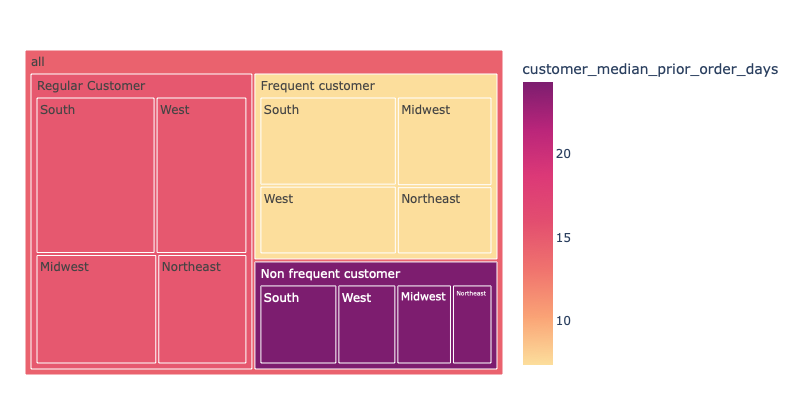 all
Regular Customer
South
West
Midwest
Northeast
Frequent customer
South
Midwest
West
Northeast
Non frequent customer
South
West
Midwest
Northeast
customer_median_prior_order_days
20
15
10